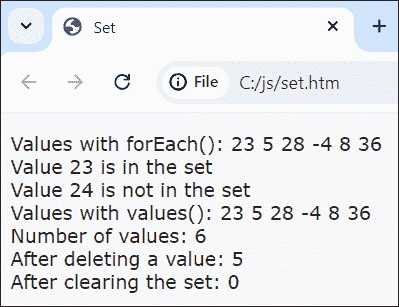 Set
File
C:/js/set.htm
Values with forEach(): 23 5 28 -4 8 36
Value 23 is in the set
Value 24 is not in the set
Values with values(): 23 5 28 -4 8 36
Number of values: 6
After deleting a value: 5
After clearing the set: 0